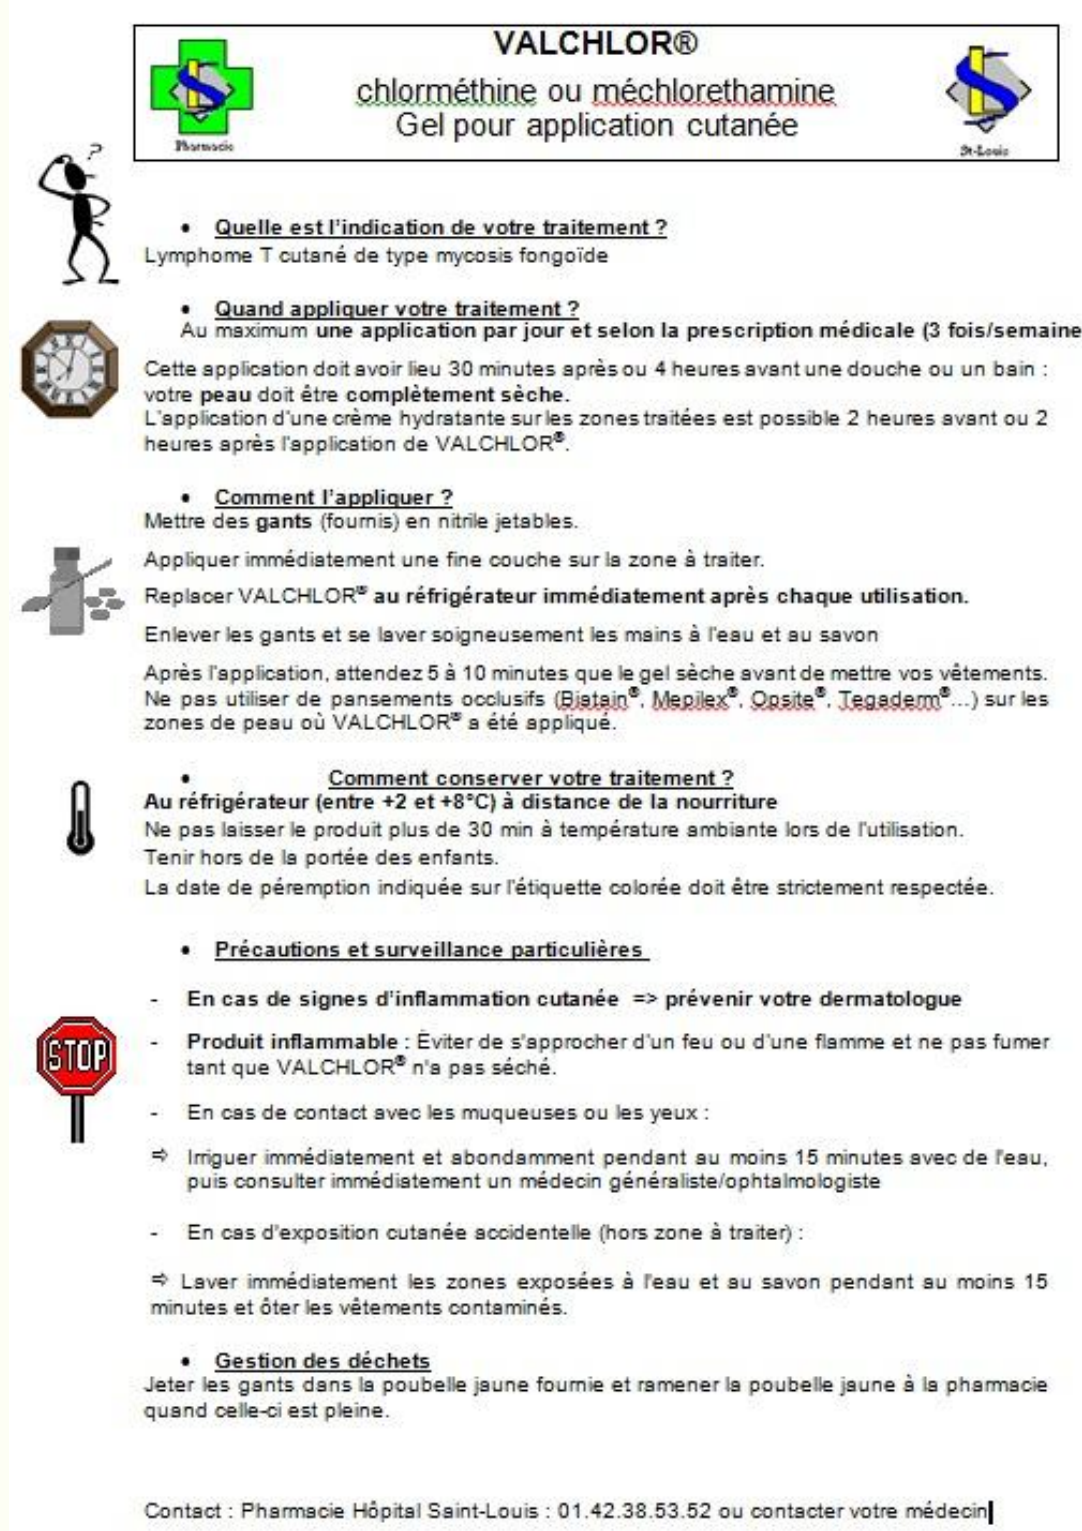 VALCHLOR®
chlorméthine ou méchlorethamine
Gel pour application cutanée
Pharmacie
St-Louis
?
• Quelle est l'indication de votre traitement ?
Lymphome T cutané de type mycosis fongoïde
• Quand appliquer votre traitement ?
Au maximum une application par jour et selon la prescription médicale (3 fois/semaine
Cette application doit avoir lieu 30 minutes après ou 4 heures avant une douche ou un bain :
votre peau doit être complètement sèche.
L'application d'une crème hydratante sur les zones traitées est possible 2 heures avant ou 2
heures après l'application de VALCHLOR®.
• Comment l'appliquer ?
Mettre des gants (fournis) en nitrile jetables.
Appliquer immédiatement une fine couche sur la zone à traiter.
Replacer VALCHLOR® au réfrigérateur immédiatement après chaque utilisation.
Enlever les gants et se laver soigneusement les mains à l'eau et au savon
Après l'application, attendez 5 à 10 minutes que le gel sèche avant de mettre vos vêtements.
Ne pas utiliser de pansements occlusifs (Biatain®, Mepilex®, Opsite®, Tegaderm®...) sur les
zones de peau où VALCHLOR® a été appliqué.
• Comment conserver votre traitement ?
Au réfrigérateur (entre +2 et +8°C) à distance de la nourriture
Ne pas laisser le produit plus de 30 min à température ambiante lors de l'utilisation.
Tenir hors de la portée des enfants.
La date de péremption indiquée sur l'étiquette colorée doit être strictement respectée.
• Précautions et surveillance particulières
- En cas de signes d'inflammation cutanée => prévenir votre dermatologue
STOP
- Produit inflammable : Éviter de s'approcher d'un feu ou d'une flamme et ne pas fumer
tant que VALCHLOR® n'a pas séché.
- En cas de contact avec les muqueuses ou les yeux :
⇨ Irriguer immédiatement et abondamment pendant au moins 15 minutes avec de l'eau,
puis consulter immédiatement un médecin généraliste/ophtalmologiste
- En cas d'exposition cutanée accidentelle (hors zone à traiter) :
⇨ Laver immédiatement les zones exposées à l'eau et au savon pendant au moins 15
minutes et ôter les vêtements contaminés.
• Gestion des déchets
Jeter les gants dans la poubelle jaune fournie et ramener la poubelle jaune à la pharmacie
quand celle-ci est pleine.
Contact : Pharmacie Hôpital Saint-Louis : 01.42.38.53.52 ou contacter votre médecin